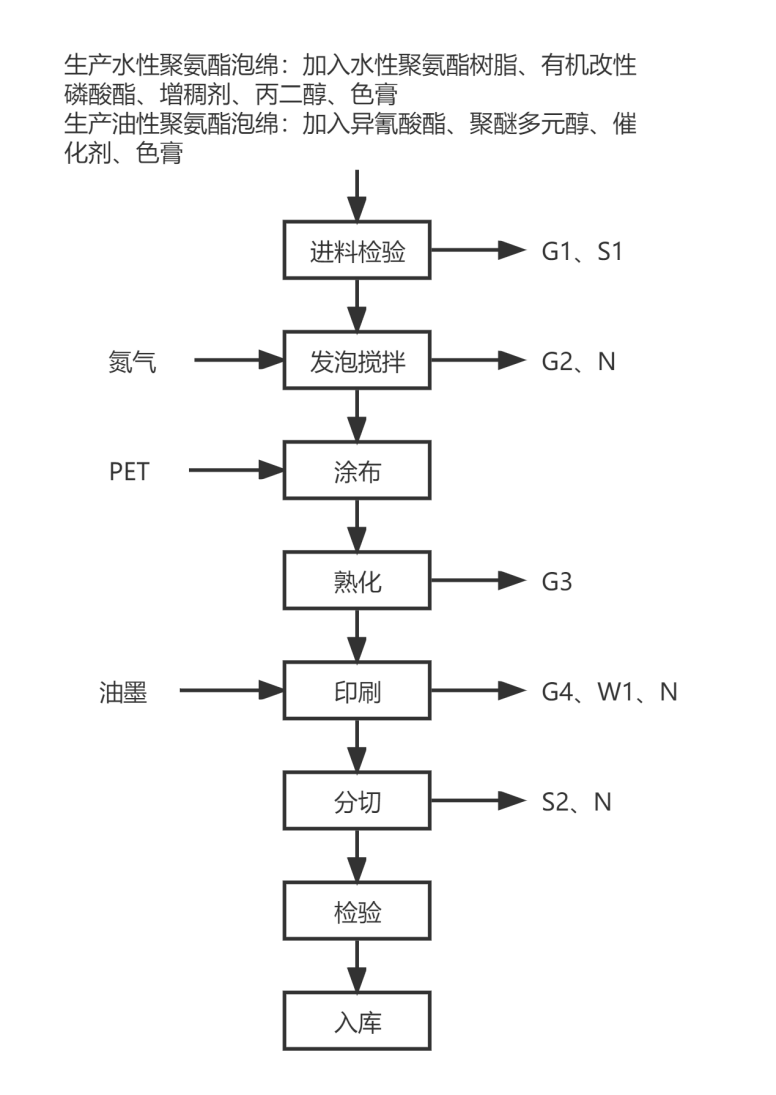 生产水性聚氨酯泡绵：加入水性聚氨酯树脂、有机改性
磷酸酯、增稠剂、丙二醇、色膏
生产油性聚氨酯泡绵：加入异氰酸酯、聚醚多元醇、催
化剂、色膏
进料检验
G1、S1
氮气
发泡搅拌
G2、N
PET
涂布
熟化
G3
油墨
印刷
G4、W1、N
分切
S2、N
检验
入库